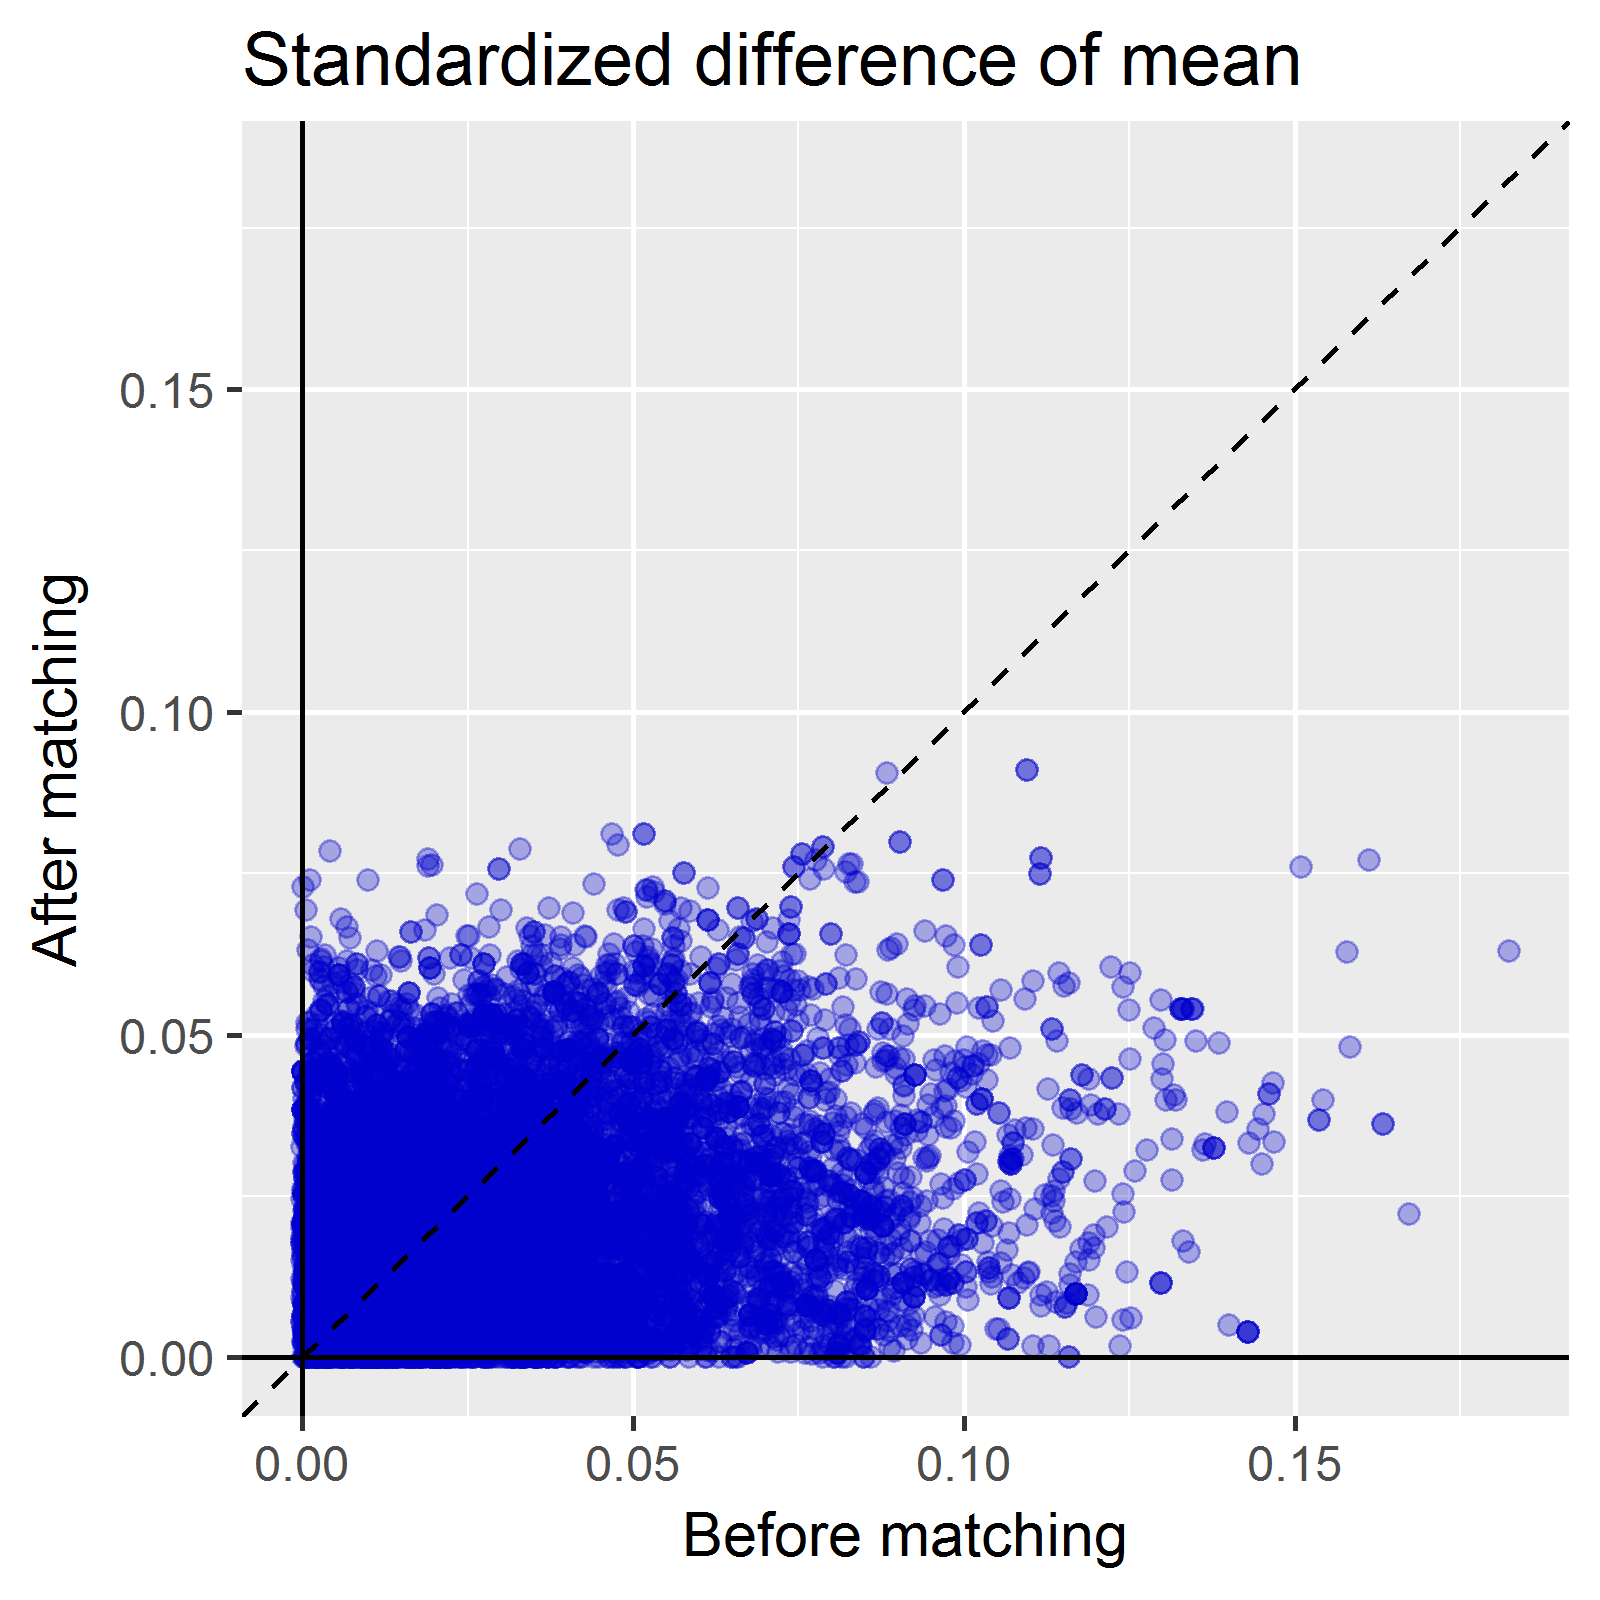 Standardized difference of mean
After matching
0.15
0.10
0.05
0.00
0.00 0.05 0.10 0.15
Before matching